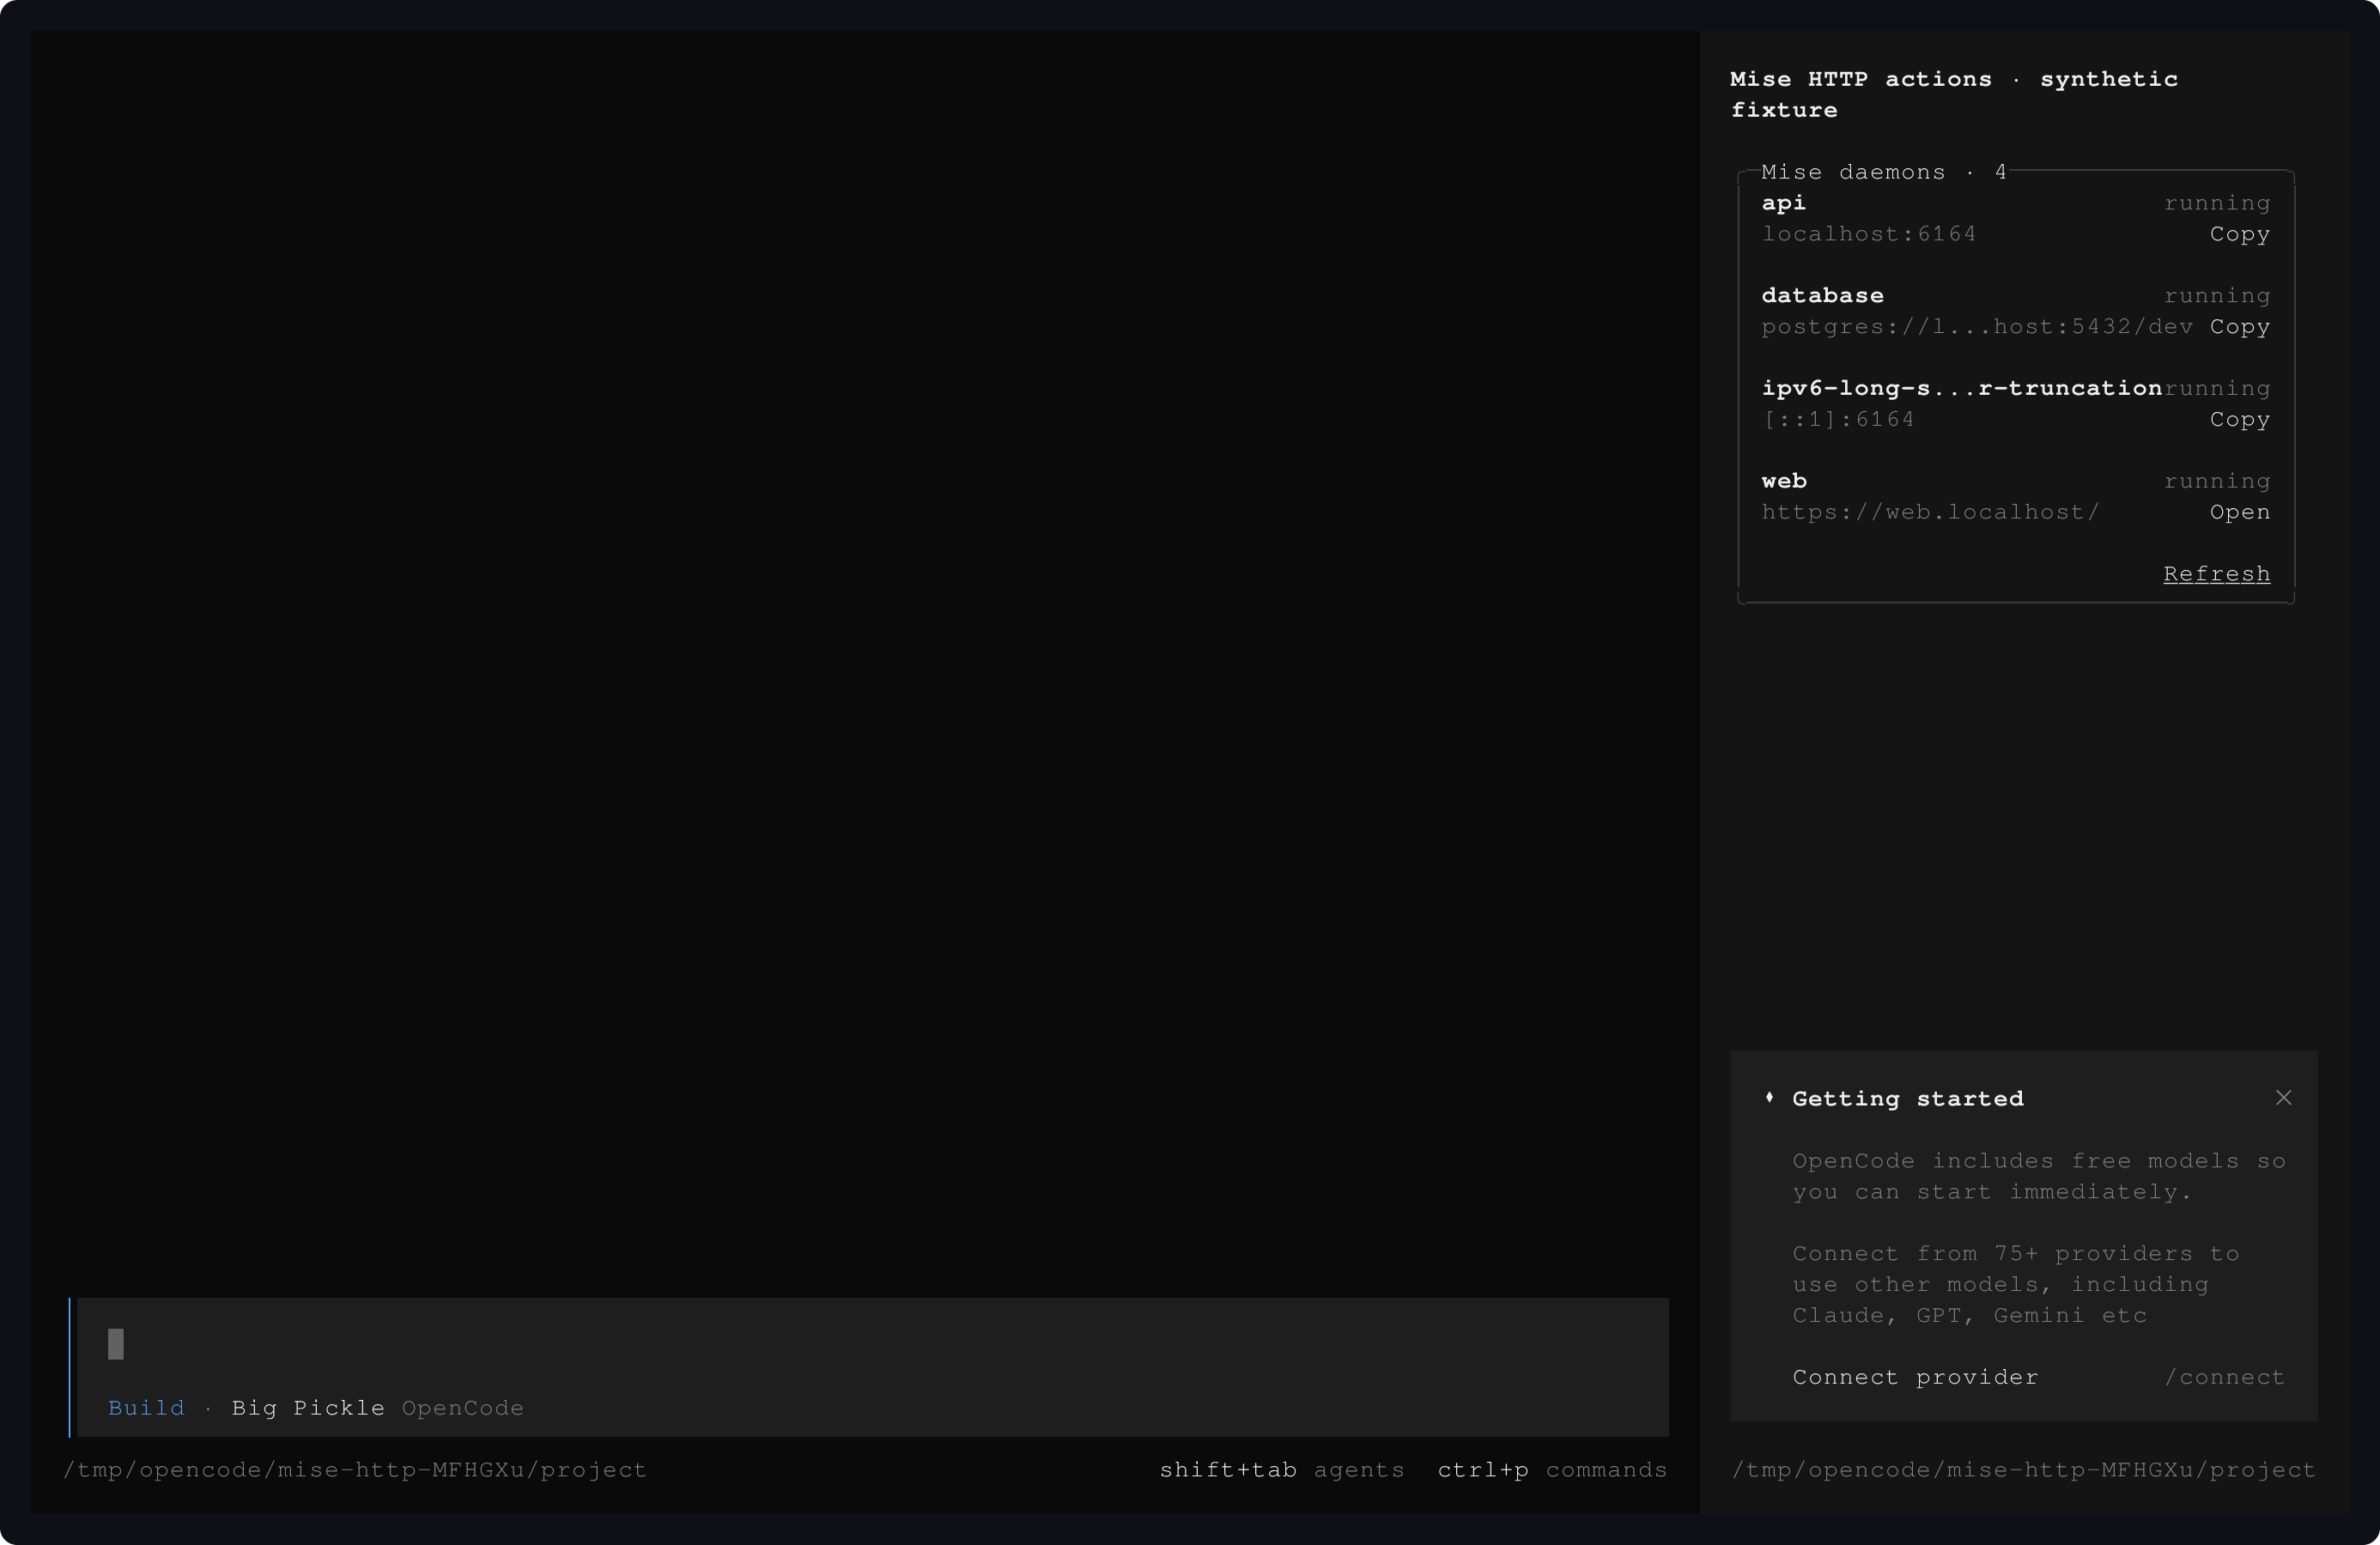 Mise HTTP actions · synthetic
fixture
Mise daemons · 4
api running
localhost:6164 Copy
database running
postgres://l...host:5432/dev Copy
ipv6-long-s...r-truncationrunning
[::1]:6164 Copy
web running
https://web.localhost/ Open
Refresh
Getting started ×
OpenCode includes free models so
you can start immediately.
Connect from 75+ providers to
use other models, including
Claude, GPT, Gemini etc
Connect provider /connect
Build · Big Pickle OpenCode
/tmp/opencode/mise-http-MFHGXu/project shift+tab agents ctrl+p commands
/tmp/opencode/mise-http-MFHGXu/project